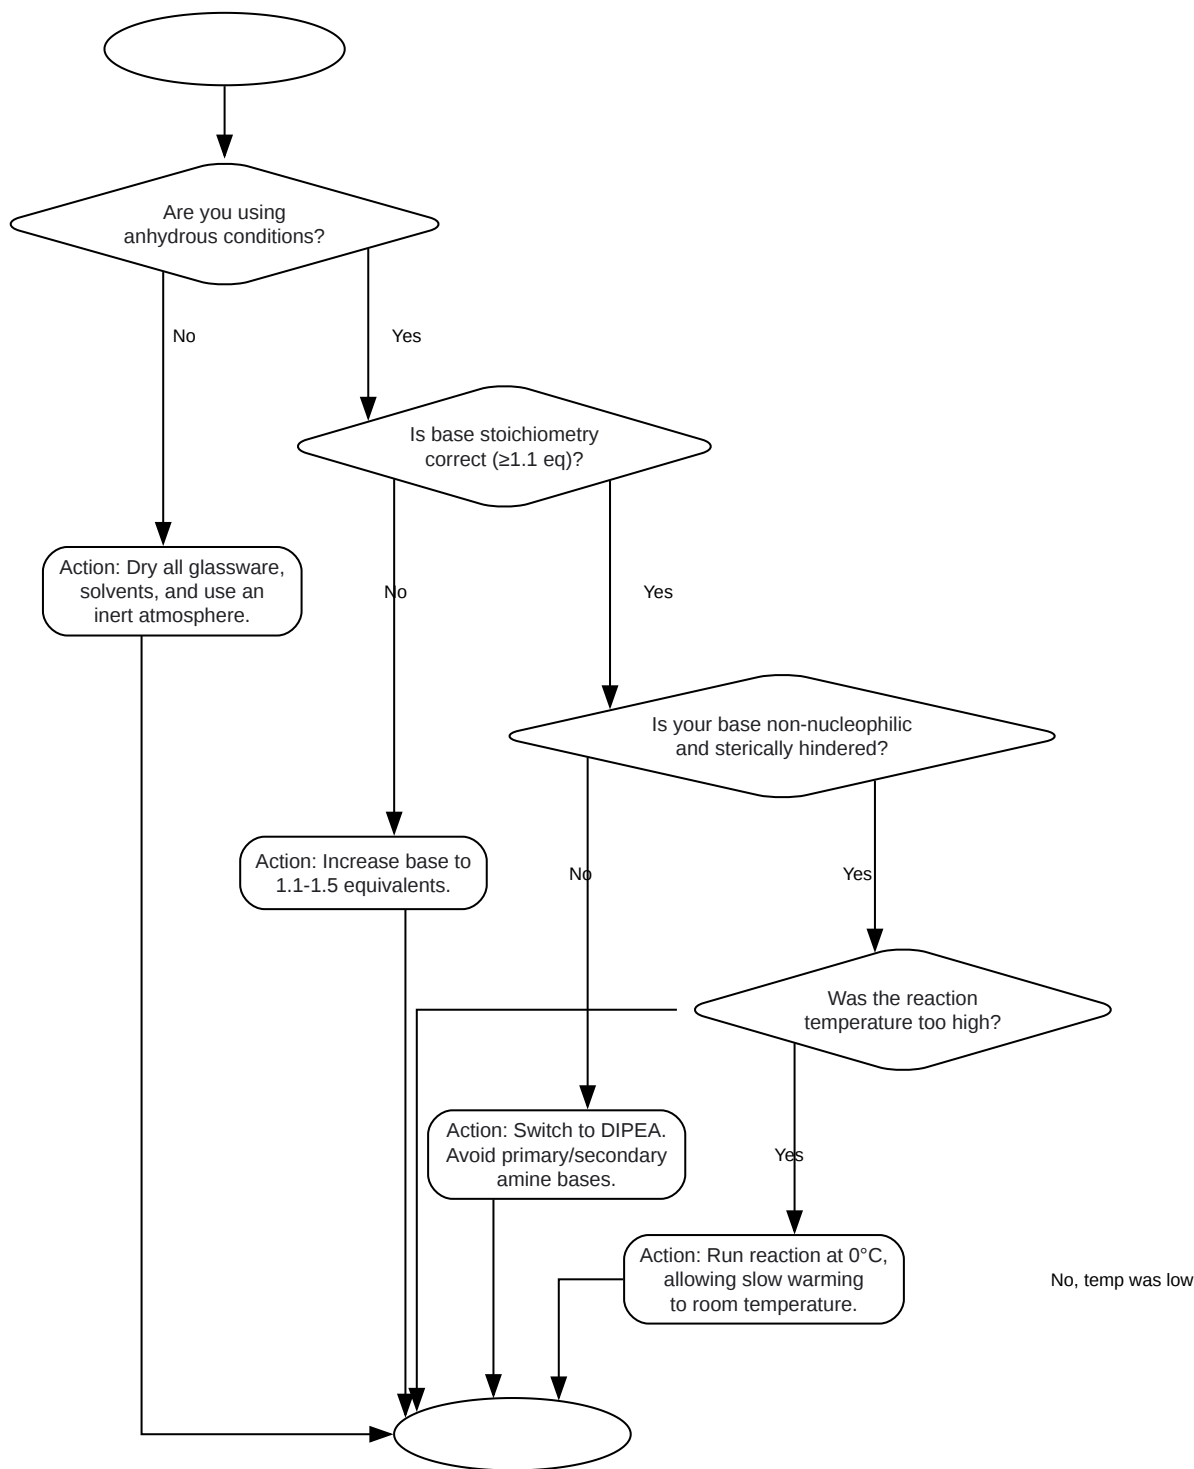 Are you using
anhydrous conditions?
No
Yes
Is base stoichiometry
correct (≥1.1 eq)?
Action: Dry all glassware,
solvents, and use an
inert atmosphere.
No
Yes
Is your base non-nucleophilic
and sterically hindered?
Action: Increase base to
1.1-1.5 equivalents.
No
Yes
Was the reaction
temperature too high?
Action: Switch to DIPEA.
Avoid primary/secondary
amine bases.
Yes
Action: Run reaction at 0°C,
allowing slow warming
to room temperature.
No, temp was low